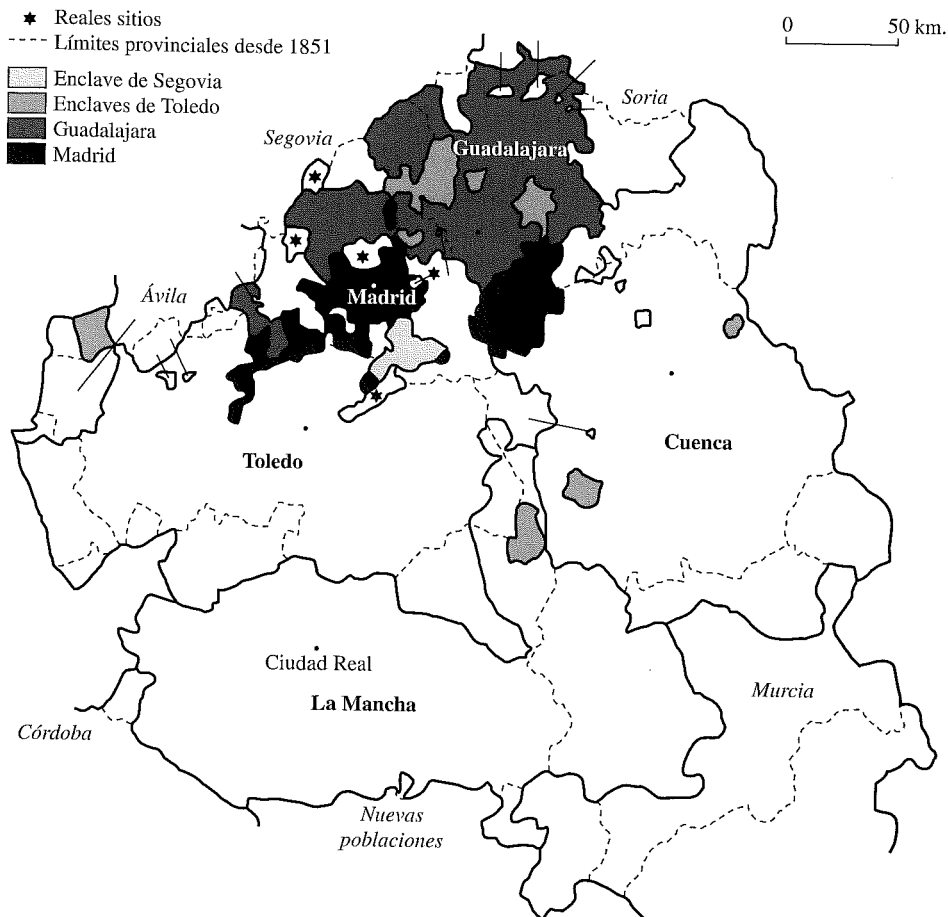 Reales sitios
Límites provinciales desde 1851
Enclave de Segovia
Enclaves de Toledo
Guadalajara
Madrid
0 50 km.
Soria
Segovia
Guadalajara
Ávila
Madrid
Toledo
Cuenca
Ciudad Real
La Mancha
Murcia
Córdoba
Nuevas
poblaciones